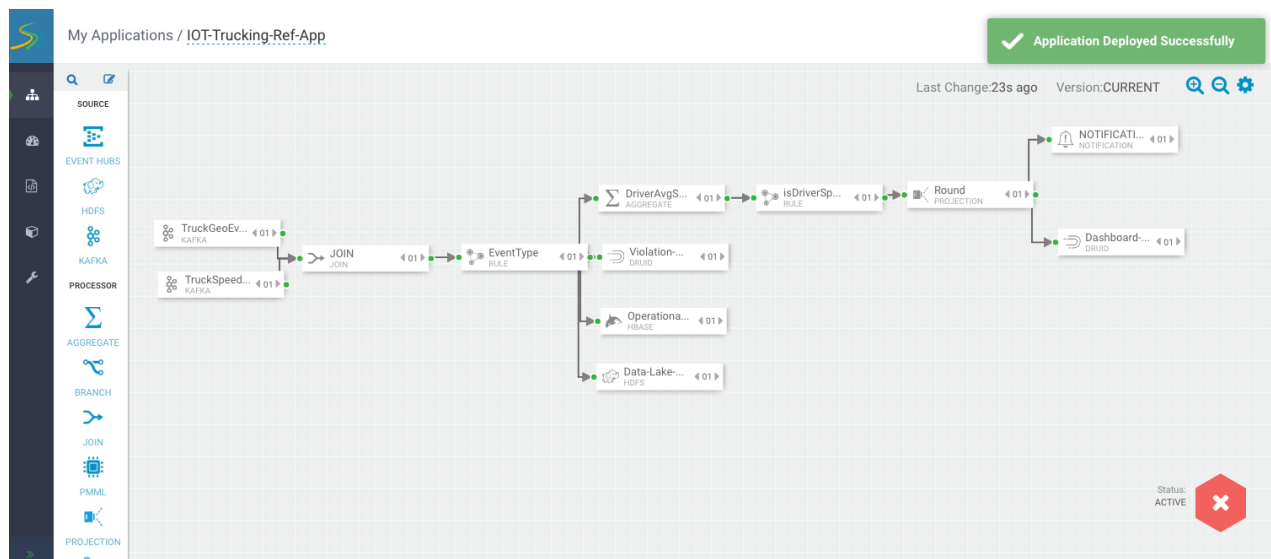 My Applications / IOT-Trucking-Ref-App
Application Deployed Successfully
Last Change:23s ago Version:CURRENT
SOURCE
EVENT HUBS
HDFS
KAFKA
PROCESSOR
AGGREGATE
BRANCH
JOIN
PMML
PROJECTION
TruckGeoEv... 01
KAFKA
TruckSpeed... 01
KAFKA
JOIN 01
JOIN
EventType 01
RULE
DriverAvgS... 01
AGGREGATE
isDriverSp... 01
RULE
Round 01
PROJECTION
NOTIFICATI... 01
NOTIFICATION
Dashboard-... 01
DRUID
Violation-... 01
DRUID
Operationa... 01
HBASE
Data-Lake-... 01
HDFS
Status:
ACTIVE